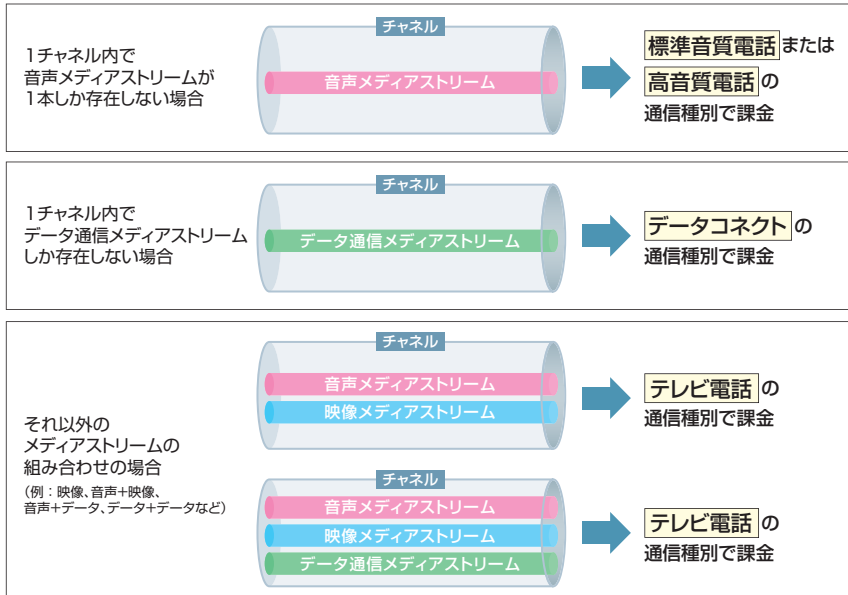 チャネル
1チャネル内で
音声メディアストリームが
1本しか存在しない場合
音声メディアストリーム
標準音質電話 または
高音質電話 の
通信種別で課金
チャネル
1チャネル内で
データ通信メディアストリーム
しか存在しない場合
データ通信メディアストリーム
データコネクト の
通信種別で課金
チャネル
音声メディアストリーム
映像メディアストリーム
テレビ電話 の
通信種別で課金
それ以外の
メディアストリームの
組み合わせの場合
（例：映像、音声＋映像、
音声＋データ、データ＋データなど）
チャネル
音声メディアストリーム
映像メディアストリーム
データ通信メディアストリーム
テレビ電話 の
通信種別で課金